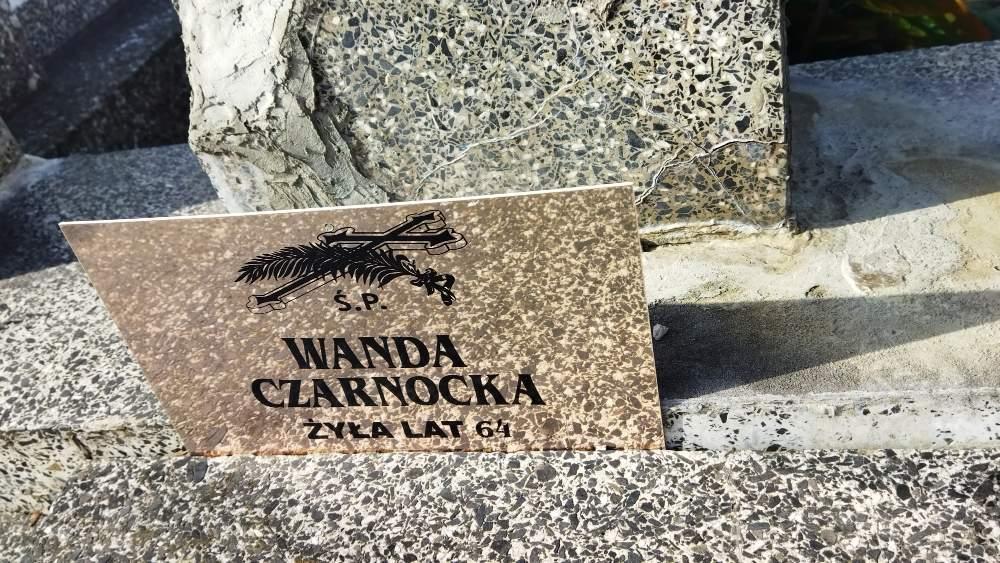 Ś.P.
WANDA
CZARNOCKA
ŻYŁA LAT 64